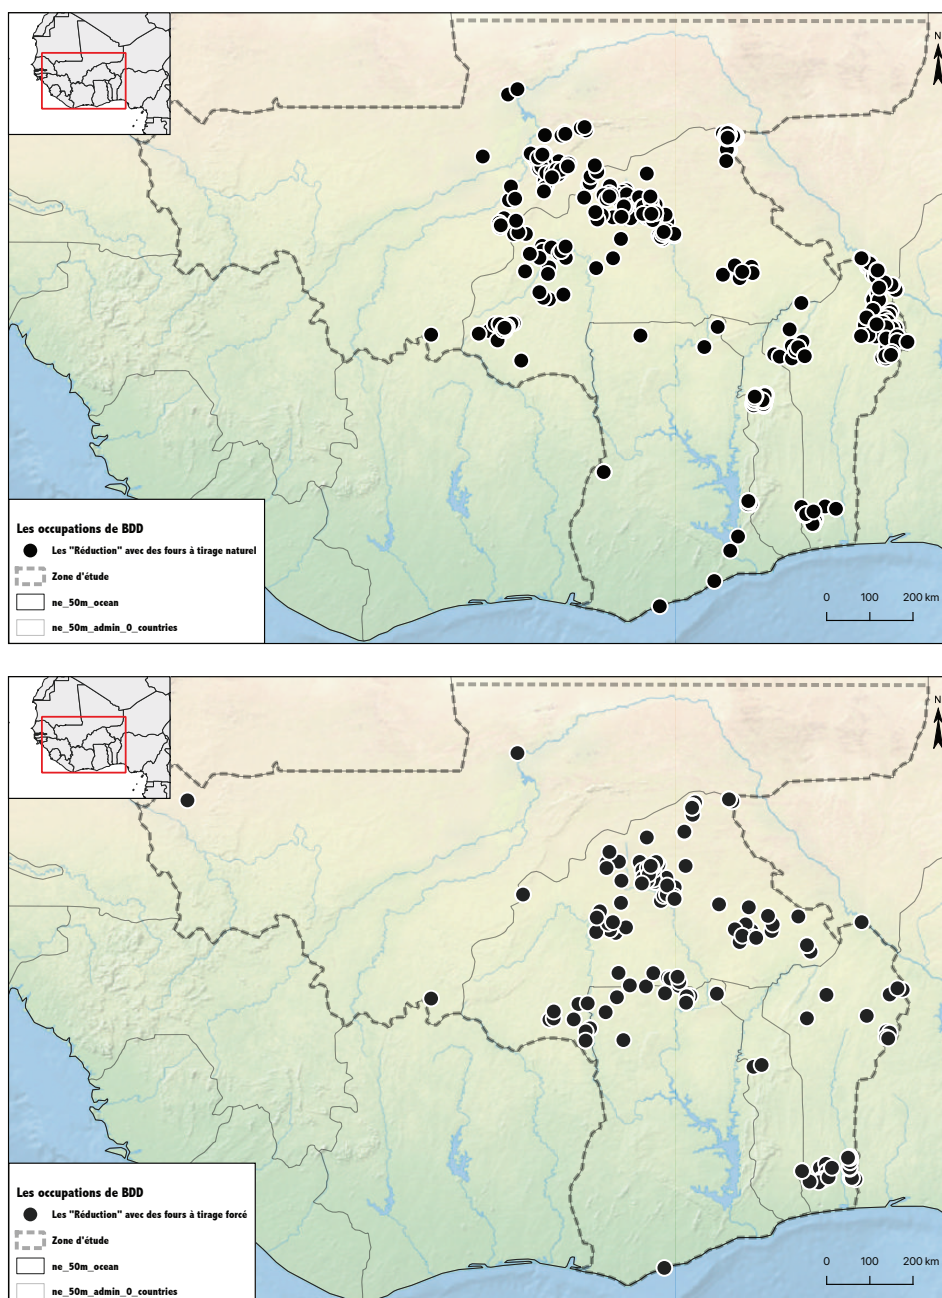 N
Les occupations de BDD
Les "Réduction" avec des fours à tirage naturel
Zone d'étude
ne_50m_ocean
ne_50m_admin_0_countries
0 100 200 km
N
Les occupations de BDD
Les "Réduction" avec des fours à tirage forcé
Zone d'étude
ne_50m_ocean
ne_50m_admin_0_countries
0 100 200 km